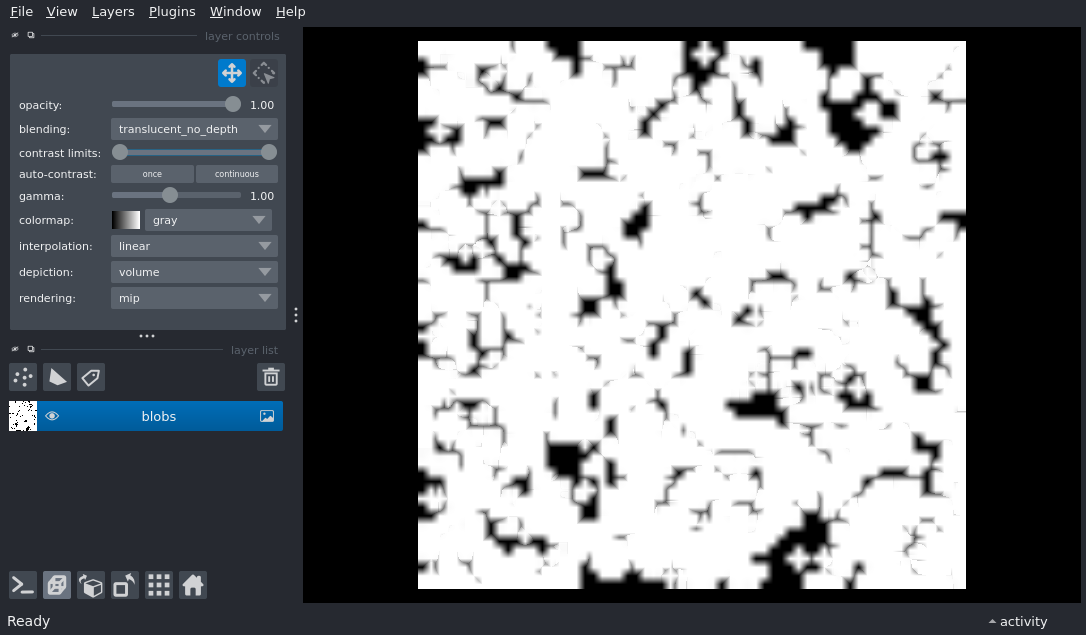 File View Layers Plugins Window Help
layer controls
opacity: 1.00
blending: translucent_no_depth
contrast limits:
auto-contrast: once continuous
gamma: 1.00
colormap: gray
interpolation: linear
depiction: volume
rendering: mip
layer list
blobs
Ready activity